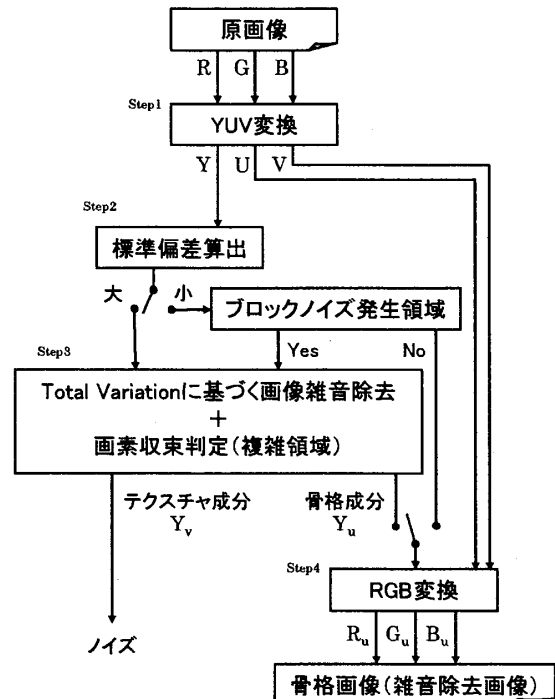 原画像
R G B
Step1
YUV変換
Y U V
Step2
標準偏差算出
大 小
ブロックノイズ発生領域
Yes No
Step3
Total Variationに基づく画像雑音除去
+
画素収束判定(複雑領域)
テクスチャ成分 骨格成分
Yv Yu
Step4
RGB変換
ノイズ
Ru Gu Bu
骨格画像(雑音除去画像)